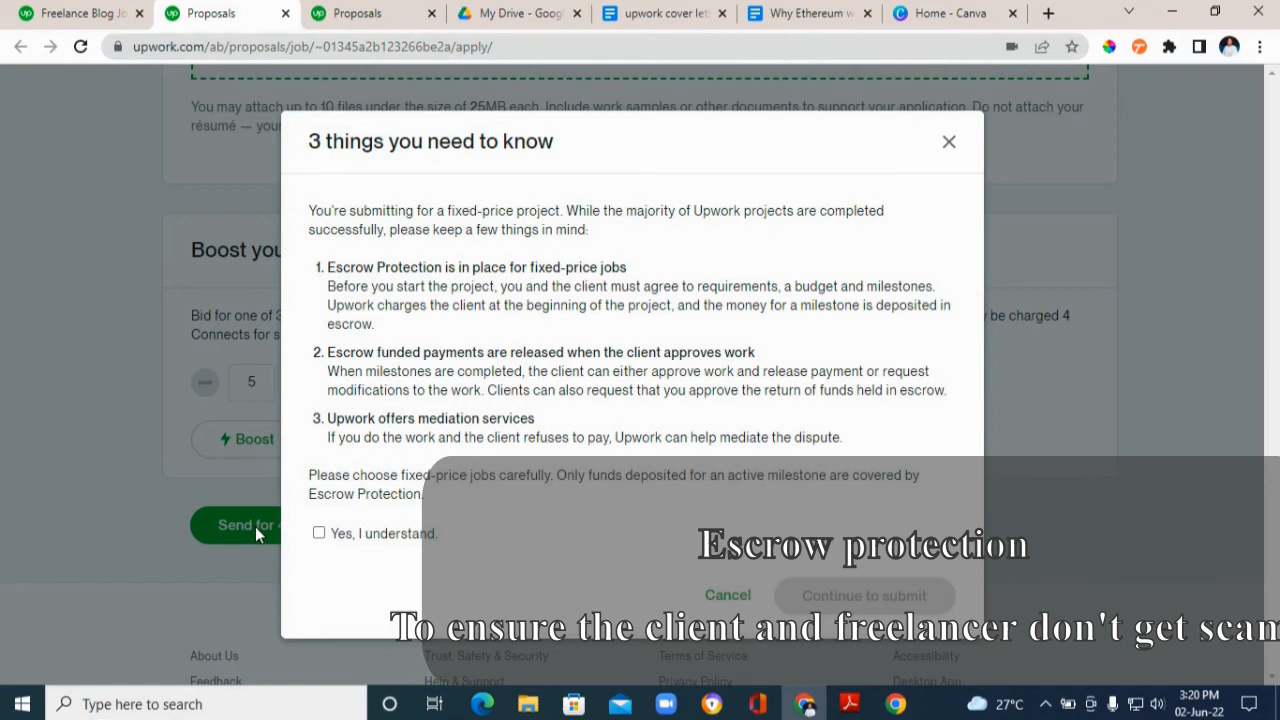 Freelance Blog Jo
Proposals
Proposals
My Drive - Goog
upwork cover let
Why Ethereum w
Home - Canva
upwork.com/ab/proposals/job/~01345a2b123266be2a/apply/
You may attach up to 10 files under the size of 25MB each. Include work samples or other documents to support your application. Do not attach your
résumé — your
3 things you need to know
You're submitting for a fixed-price project. While the majority of Upwork projects are completed
successfully, please keep a few things in mind:
Boost you
1. Escrow Protection is in place for fixed-price jobs
Before you start the project, you and the client must agree to requirements, a budget and milestones.
Upwork charges the client at the beginning of the project, and the money for a milestone is deposited in
escrow.
Bid for one of 3
Connects for s
y be charged 4
2. Escrow funded payments are released when the client approves work
When milestones are completed, the client can either approve work and release payment or request
modifications to the work. Clients can also request that you approve the return of funds held in escrow.
5
3. Upwork offers mediation services
If you do the work and the client refuses to pay, Upwork can help mediate the dispute.
Boost
Please choose fixed-price jobs carefully. Only funds deposited for an active milestone are covered by
Escrow Protection.
Send for 4
Yes, I understand.
Escrow protection
Cancel
Continue to submit
To ensure the client and freelancer don't get scam
About Us
Trust, Safety & Security
Terms of Service
Accessibility
Feedback
Help & Support
Privacy Policy
Desktop App
Type here to search
27°C
3:20 PM
02-Jun-22